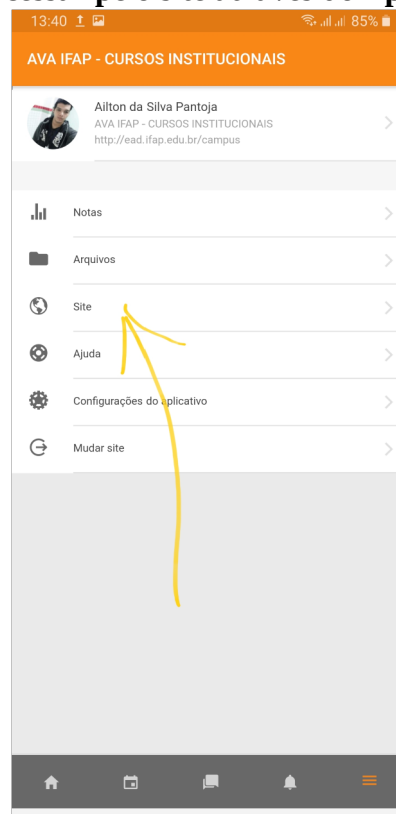 13:40 85%
AVA IFAP - CURSOS INSTITUCIONAIS
Ailton da Silva Pantoja
AVA IFAP - CURSOS INSTITUCIONAIS
http://ead.ifap.edu.br/campus
Notas
Arquivos
Site
Ajuda
Configurações do aplicativo
Mudar site